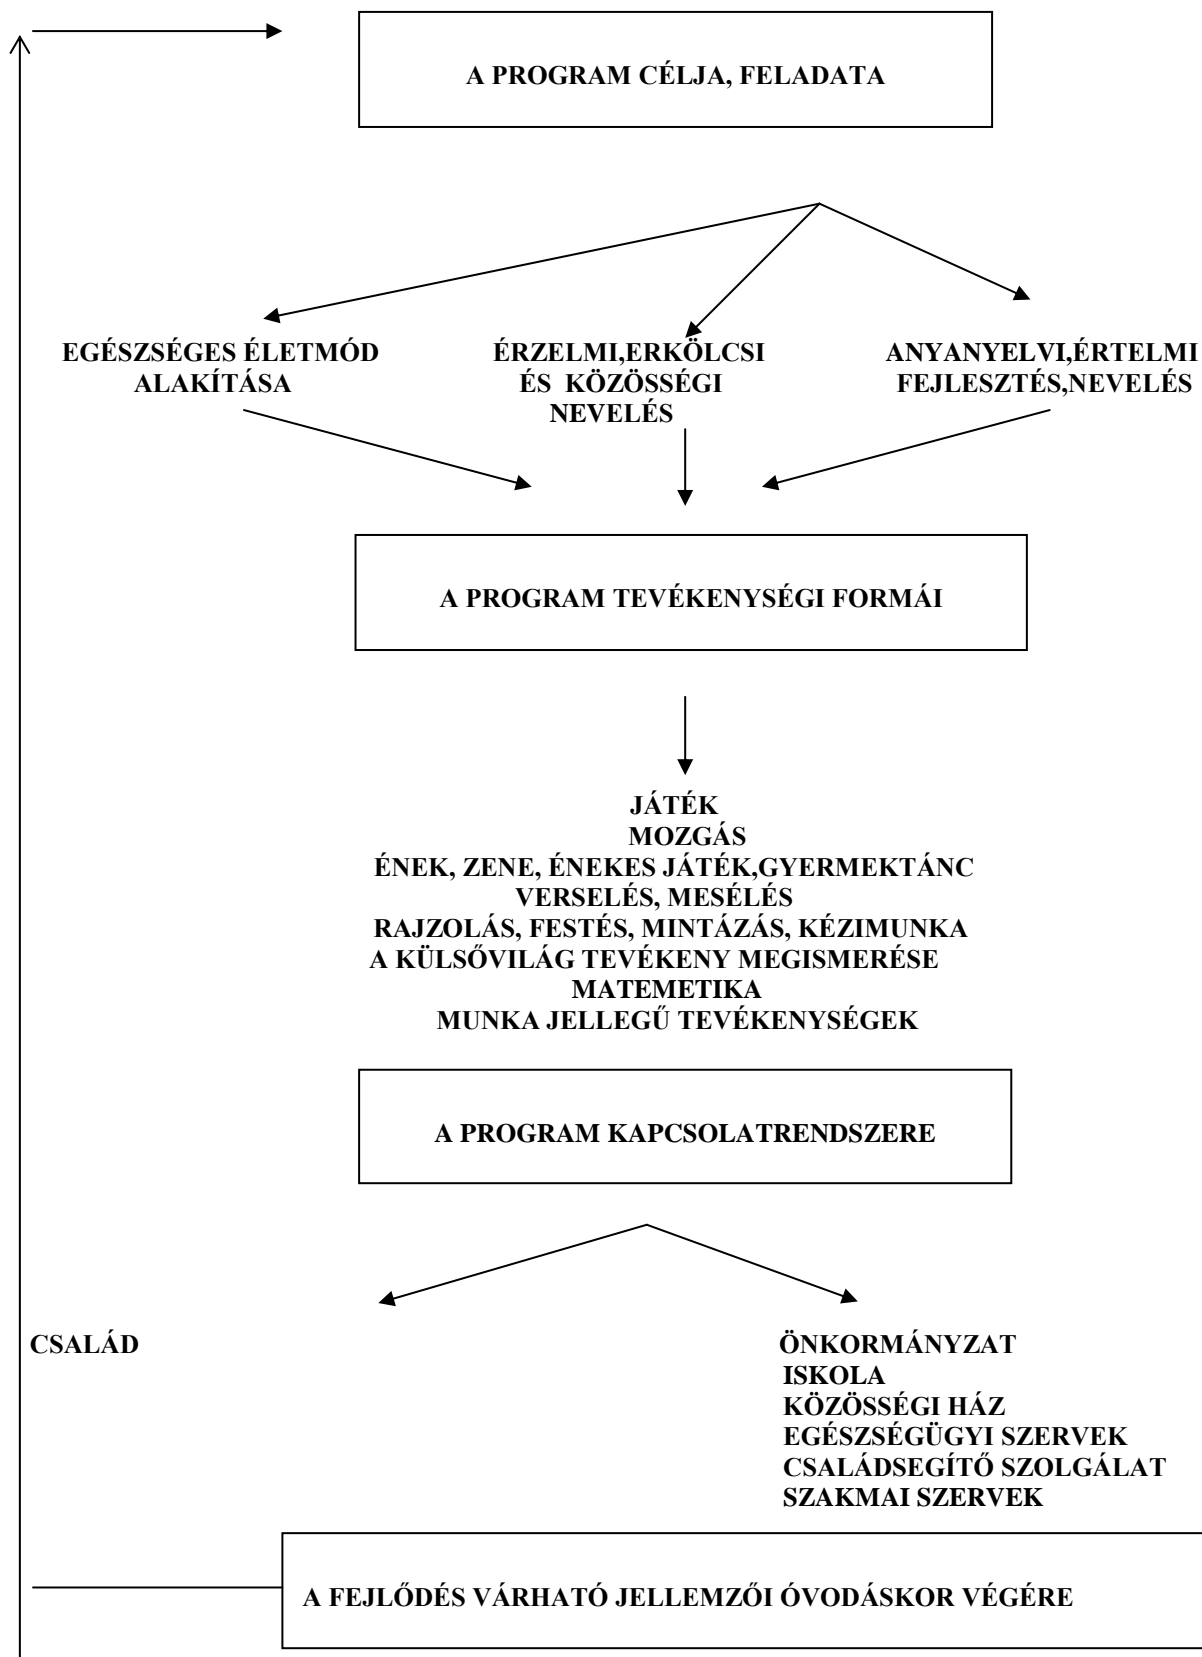 A PROGRAM CÉLJA, FELADATA
EGÉSZSÉGES ÉLETMÓD
ALAKÍTÁSA
ÉRZELMI,ERKÖLCSI
ÉS KÖZÖSSÉGI
NEVELÉS
ANYANYELVI,ÉRTELMI
FEJLESZTÉS,NEVELÉS
A PROGRAM TEVÉKENYSÉGI FORMÁI
JÁTÉK
MOZGÁS
ÉNEK, ZENE, ÉNEKES JÁTÉK,GYERMEKTÁNC
VERSELÉS, MESÉLÉS
RAJZOLÁS, FESTÉS, MINTÁZÁS, KÉZIMUNKA
A KÜLSŐVILÁG TEVÉKENY MEGISMERÉSE
MATEMETIKA
MUNKA JELLEGŰ TEVÉKENYSÉGEK
A PROGRAM KAPCSOLATRENDSZERE
CSALÁD
ÖNKORMÁNYZAT
ISKOLA
KÖZÖSSÉGI HÁZ
EGÉSZSÉGÜGYI SZERVEK
CSALÁDSEGÍTŐ SZOLGÁLAT
SZAKMAI SZERVEK
A FEJLŐDÉS VÁRHATÓ JELLEMZŐI ÓVODÁSKOR VÉGÉRE